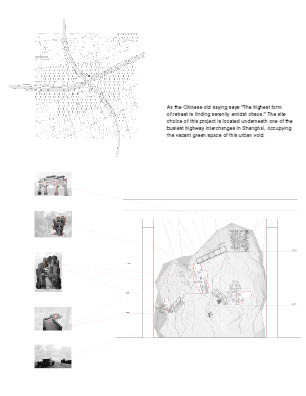 As the Chinese old saying says "The highest form
of retreat is finding serenity amidst chaos." The site
choice of this project is located underneath one of the
busiest highway interchanges in Shanghai, occupying
the vacant green space of this urban void.